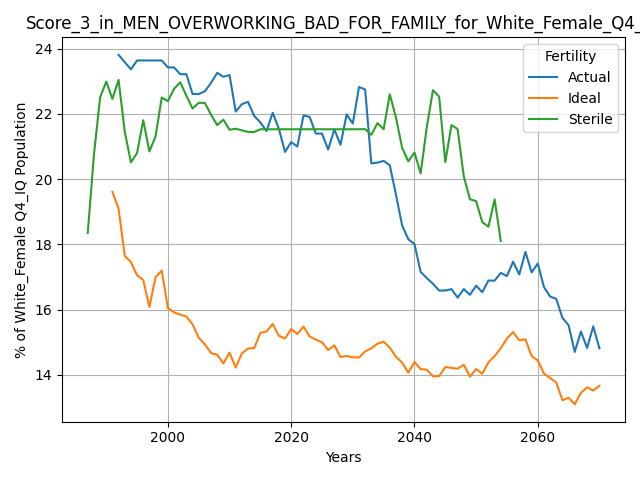 Score_3_in_MEN_OVERWORKING_BAD_FOR_FAMILY_for_White_Female_Q4_
% of White_Female Q4_IQ Population
24
22
20
18
16
14
Fertility
Actual
Ideal
Sterile
2000
2020
2040
2060
Years